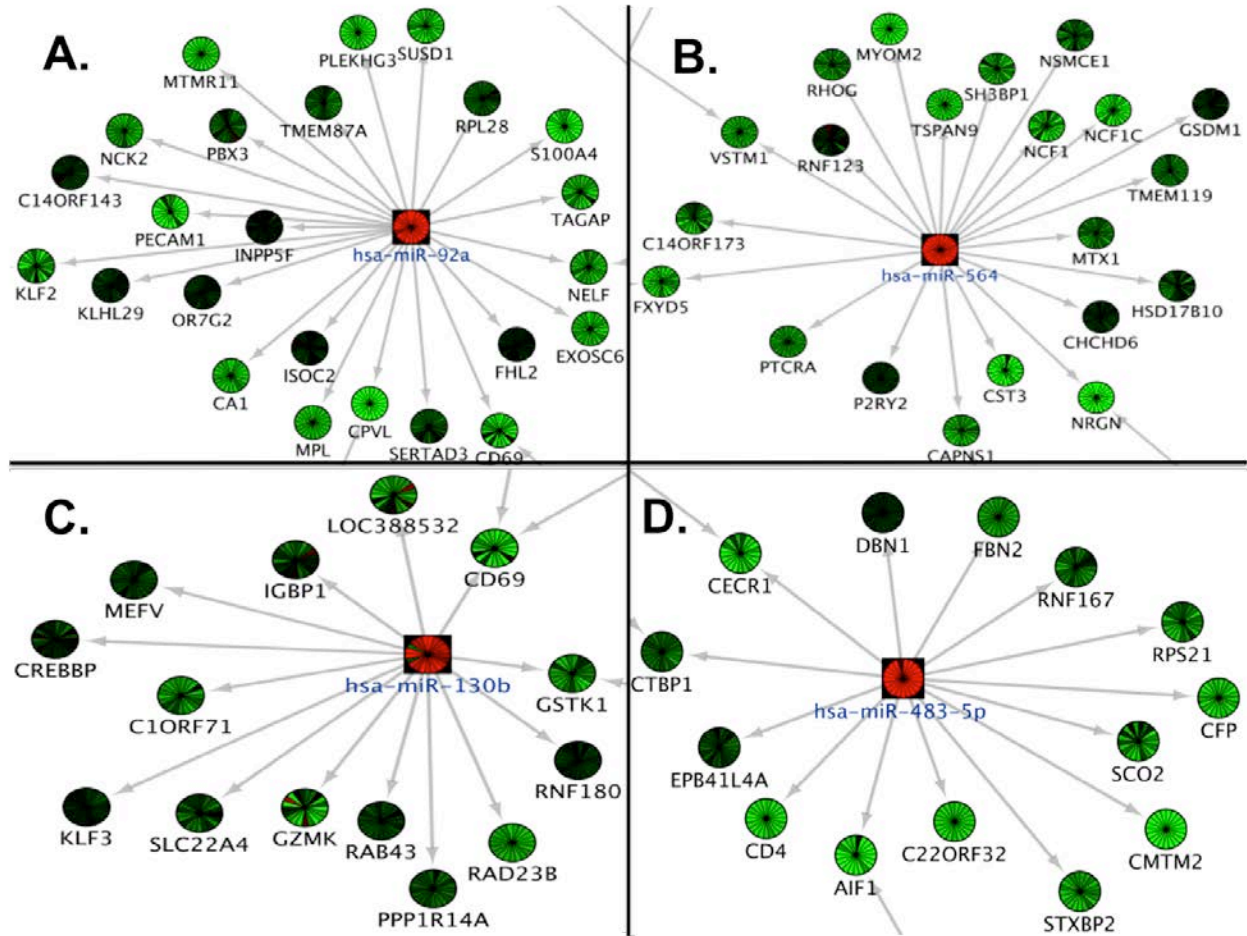 A.
PLEKHG3
SUSD1
MTMR11
TMEM87A
RPL28
NCK2
PBX3
S100A4
C14ORF143
TAGAP
PECAM1
INPP5F
hsa-miR-92a
KLF2
KLHL29
OR7G2
NELF
EXOSC6
ISOC2
FHL2
CA1
MPL
CPVL
SERTAD3
CD69
B.
MYOM2
NSMCE1
RHOG
SH3BP1
TSPAN9
NCF1C
GSDM1
VSTM1
RNF123
NCF1
TMEM119
C14ORF173
MTX1
hsa-miR-564
FXYD5
HSD17B10
CHCHD6
PTCRA
P2RY2
CST3
NRGN
CAPNS1
C.
LOC388532
CD69
IGBP1
MEFV
CREBBP
hsa-miR-130b
GSTK1
C1ORF71
RNF180
KLF3
SLC22A4
GZMK
RAB43
RAD23B
PPP1R14A
D.
DBN1
FBN2
CECR1
RNF167
RPS21
CTBP1
hsa-miR-483-5p
CFP
SCO2
EPB41L4A
CD4
C22ORF32
CMTM2
AIF1
STXBP2